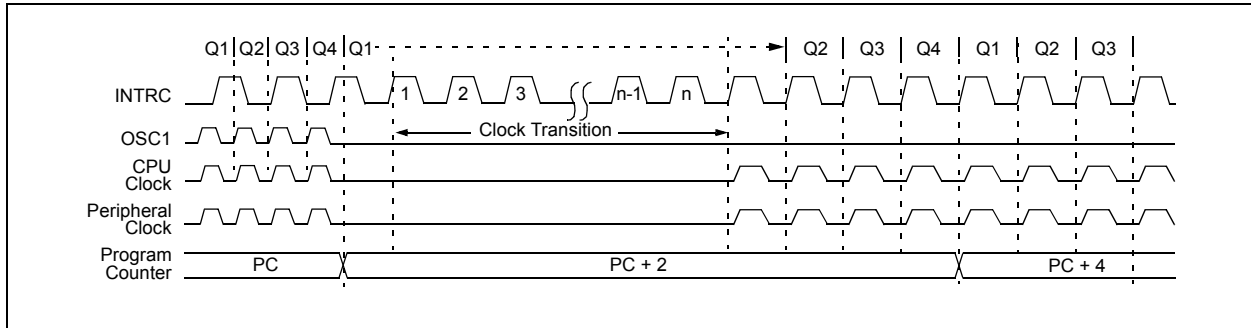 Q1 Q2 Q3 Q4 Q1 Q2 Q3 Q4 Q1 Q2 Q3
INTRC
1 2 3 n-1 n
Clock Transition
OSC1
CPU
Clock
Peripheral
Clock
Program
Counter
PC PC + 2 PC + 4